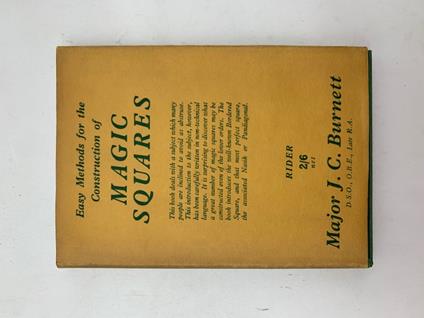 Easy Methods for the
Construction of
MAGIC
SQUARES
This book deals with a subject which many
people are inclined to avoid as abstruse.
This introduction to the subject, however,
has been carefully written in non-technical
language. It is surprising to discover what
a great number of magic squares may be
constructed even of the lower orders. The
book introduces the well-known Bordered
Square, and that most perfect square,
the associated Nasik or Pandiagonal.
RIDER
2/6
net
Major J. C. Burnett
D.S.O., O.B.E., Late R.A.